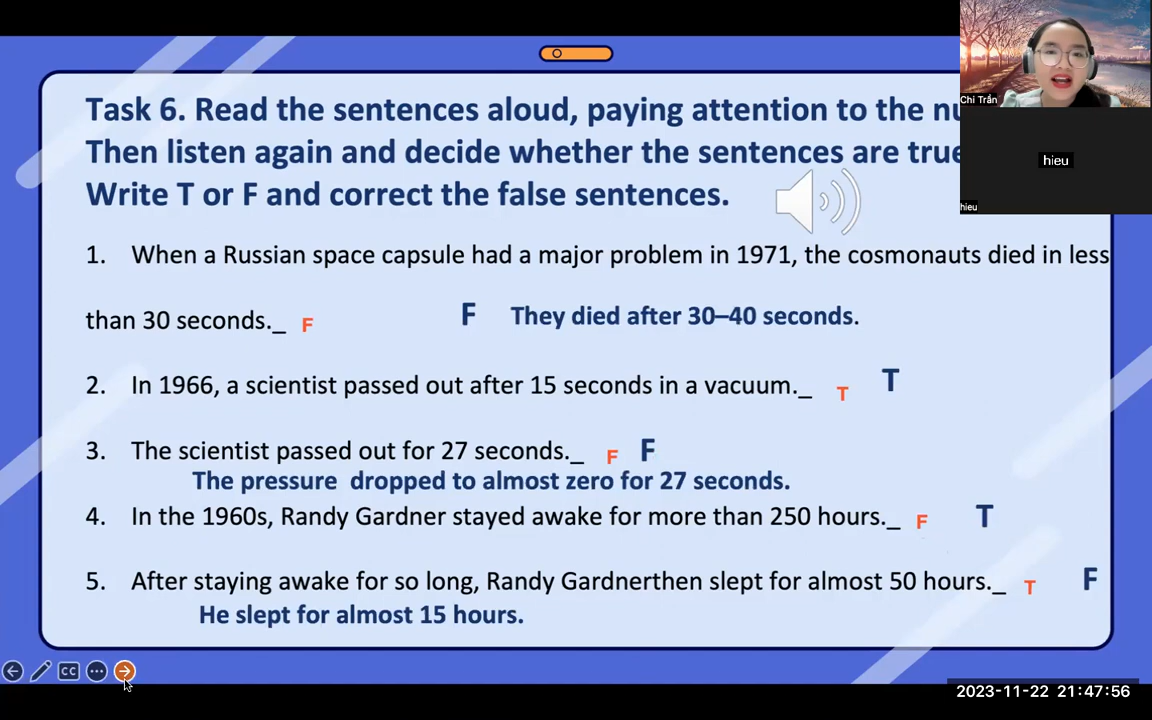 Task 6. Read the sentences aloud, paying attention to the
Then listen again and decide whether the sentences are true
Write T or F and correct the false sentences.
Chi Trần
hieu
hieu
1. When a Russian space capsule had a major problem in 1971, the cosmonauts died in less
than 30 seconds._ F F They died after 30–40 seconds.
2. In 1966, a scientist passed out after 15 seconds in a vacuum._ T T
3. The scientist passed out for 27 seconds._ F F
The pressure dropped to almost zero for 27 seconds.
4. In the 1960s, Randy Gardner stayed awake for more than 250 hours._ F T
5. After staying awake for so long, Randy Gardnerthen slept for almost 50 hours._ T F
He slept for almost 15 hours.
CC
2023-11-22 21:47:56